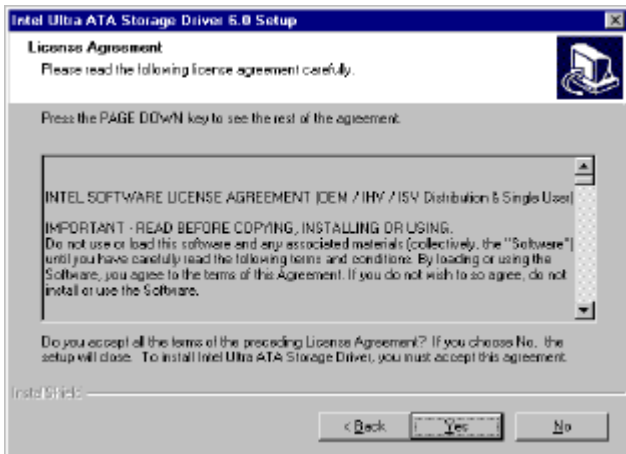 Intel Ultra ATA Storage Driver 6.0 Setup
License Agreement
Please read the following license agreement carefully.
Press the PAGE DOWN key to see the rest of the agreement.
INTEL SOFTWARE LICENSE AGREEMENT (OEM / IHV / ISV Distribution & Single User)
IMPORTANT - READ BEFORE COPYING, INSTALLING OR USING.
Do not use or load this software and any associated materials (collectively, the "Software")
until you have carefully read the following terms and conditions. By loading or using the
Software, you agree to the terms of this Agreement. If you do not wish to so agree, do not
install or use the Software.
Do you accept all the terms of the preceding License Agreement? If you choose No, the
setup will close. To install Intel Ultra ATA Storage Driver, you must accept this agreement.
InstallShield
< Back
Yes
No